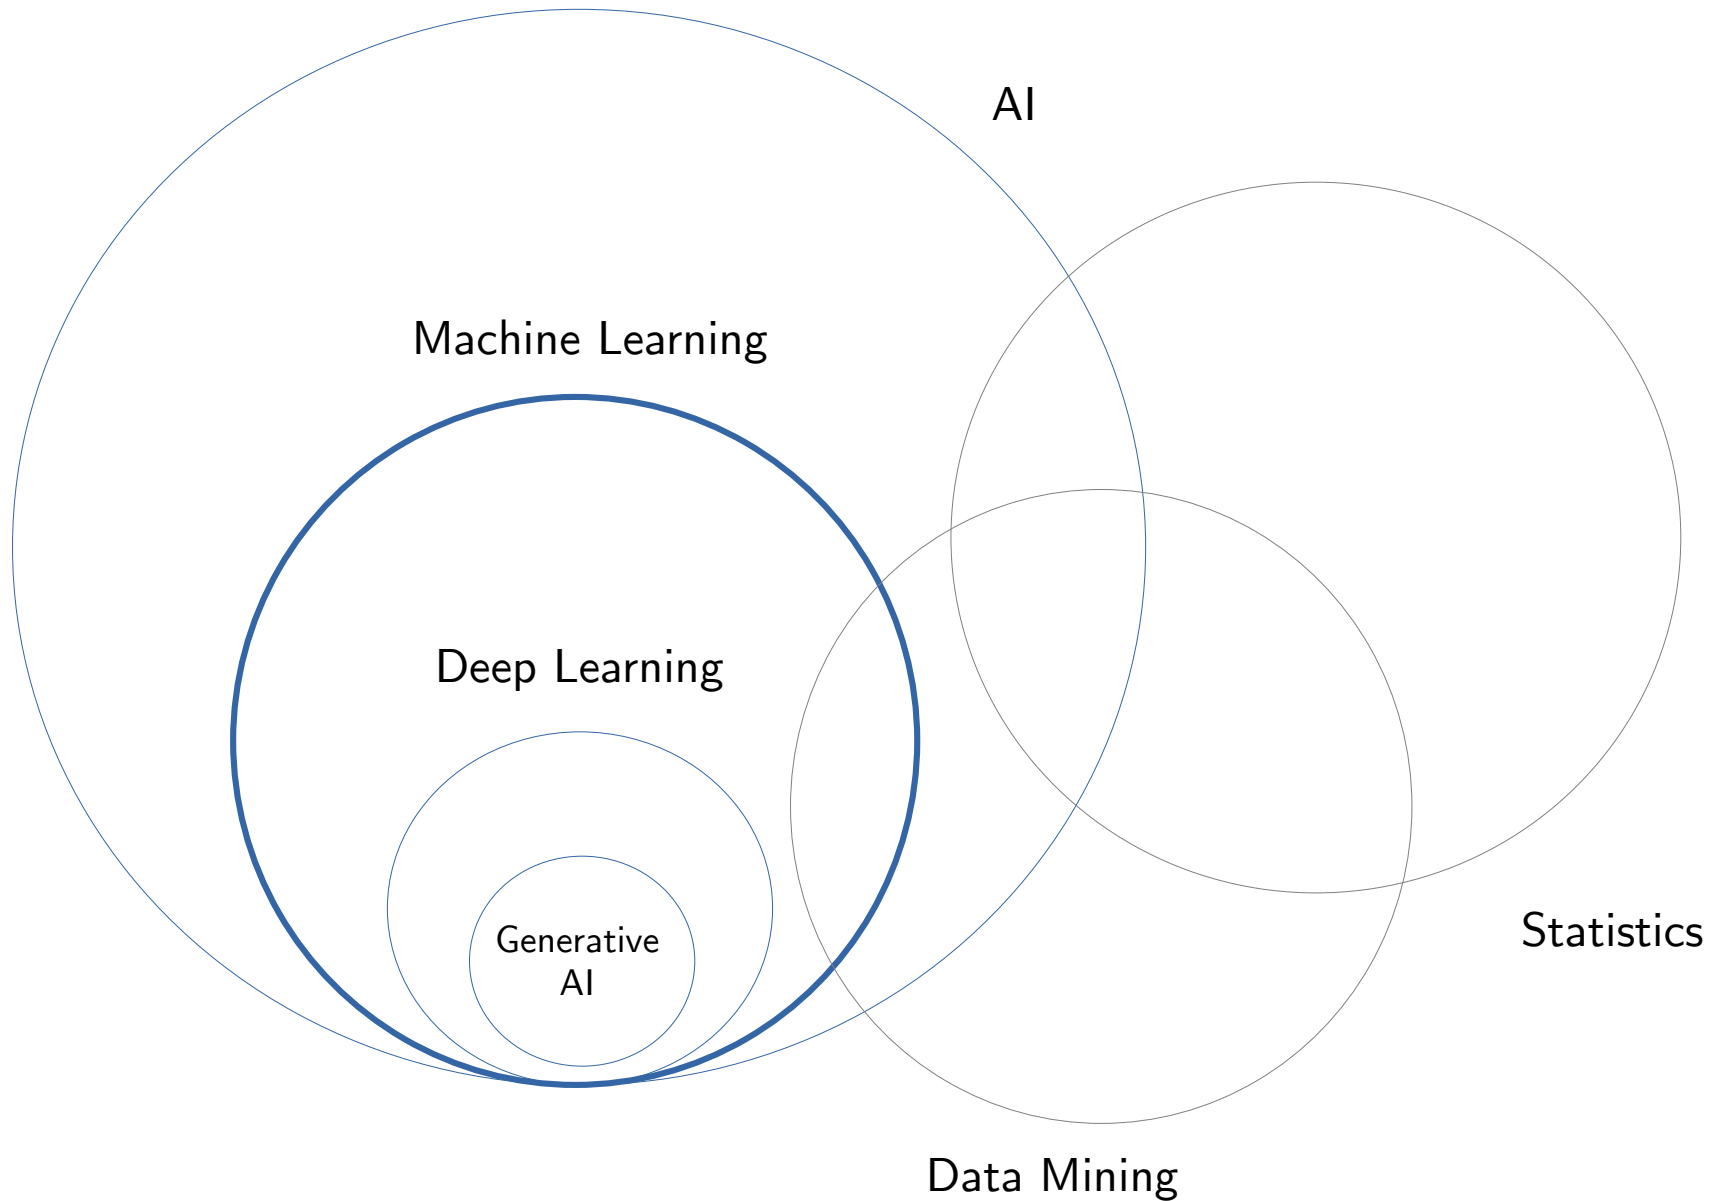 AI
Machine Learning
Deep Learning
Generative
AI
Statistics
Data Mining